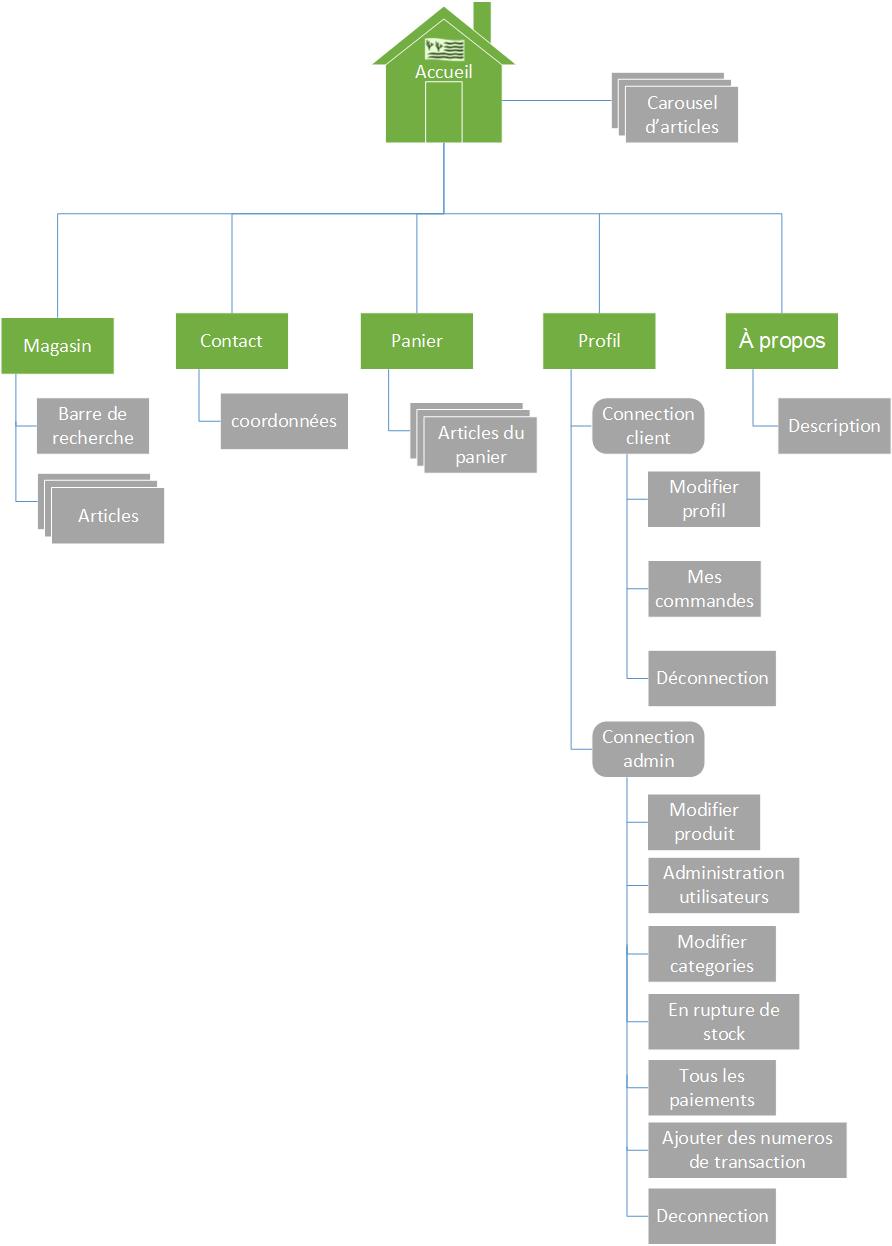 Accueil
Carousel
d'articles
Magasin
Contact
Panier
Profil
À propos
Barre de
recherche
Articles
coordonnées
Articles du
panier
Connection
client
Modifier
profil
Mes
commandes
Déconnection
Connection
admin
Modifier
produit
Administration
utilisateurs
Modifier
categories
En rupture de
stock
Tous les
paiements
Ajouter des numeros
de transaction
Deconnection
Description